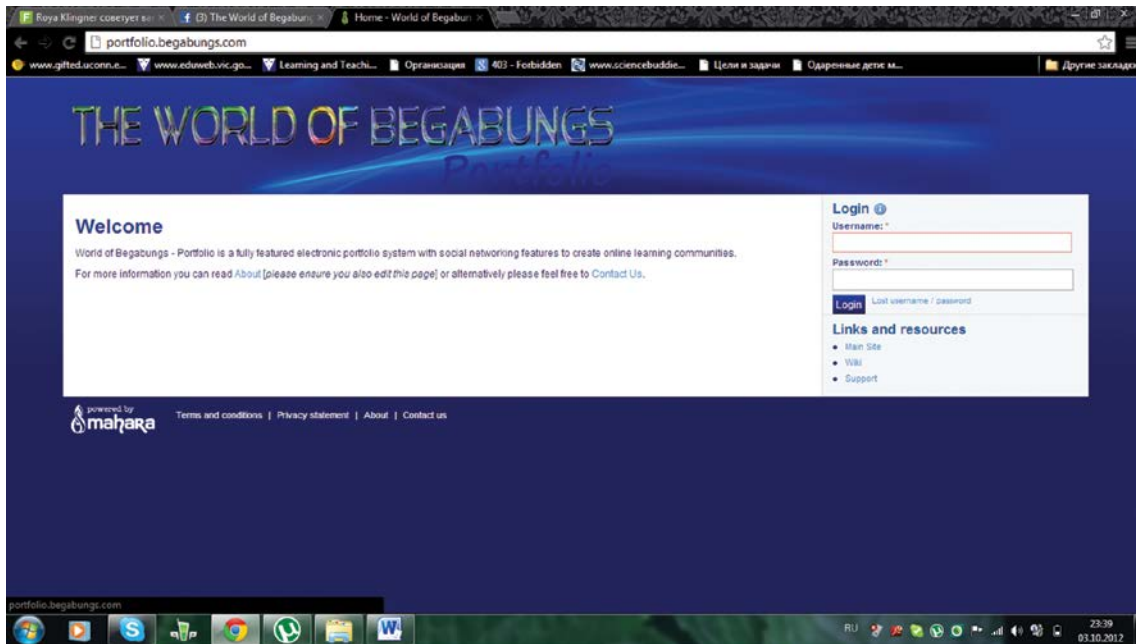 Roya Klingner советует ва
(3) The World of Begabung
Home - World of Begabun
portfolio.begabungs.com
www.gifted.uconn.e...
www.eduweb.vic.go...
Learning and Teachi...
Организация
403 - Forbidden
www.sciencebuddie...
Цели и задачи
Одаренные дети: м...
Другие закладк
THE WORLD OF BEGABUNGS
Portfolio
Welcome
World of Begabungs - Portfolio is a fully featured electronic portfolio system with social networking features to create online learning communities.
For more information you can read About [please ensure you also edit this page] or alternatively please feel free to Contact Us.
Login
Username: *
Password: *
Login Lost username / password
Links and resources
Main Site
Wiki
Support
powered by
mahara
Terms and conditions | Privacy statement | About | Contact us
portfolio.begabungs.com
RU
23:39
03.10.2012